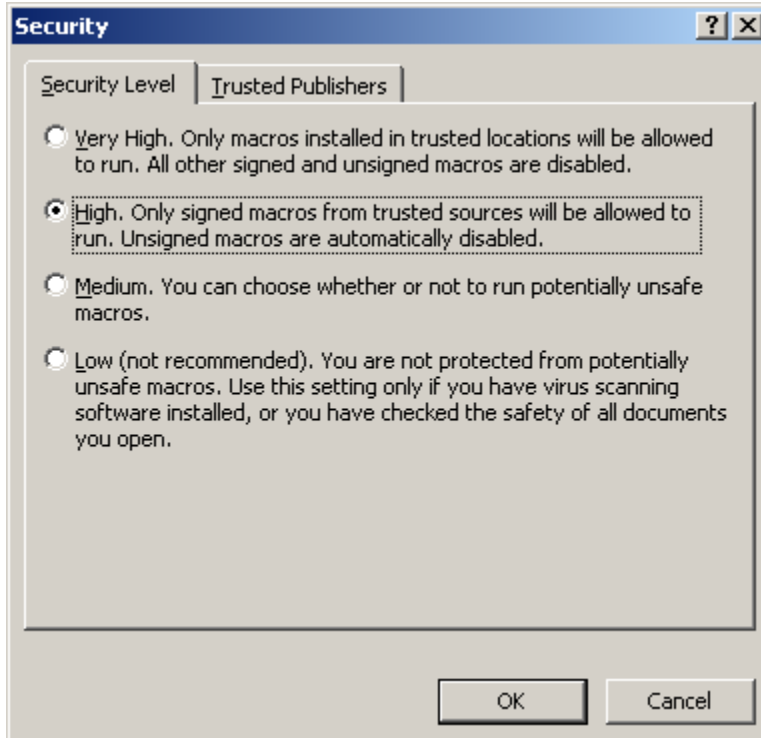 Security
Security Level
Trusted Publishers
Very High. Only macros installed in trusted locations will be allowed
to run. All other signed and unsigned macros are disabled.
High. Only signed macros from trusted sources will be allowed to
run. Unsigned macros are automatically disabled.
Medium. You can choose whether or not to run potentially unsafe
macros.
Low (not recommended). You are not protected from potentially
unsafe macros. Use this setting only if you have virus scanning
software installed, or you have checked the safety of all documents
you open.
OK
Cancel